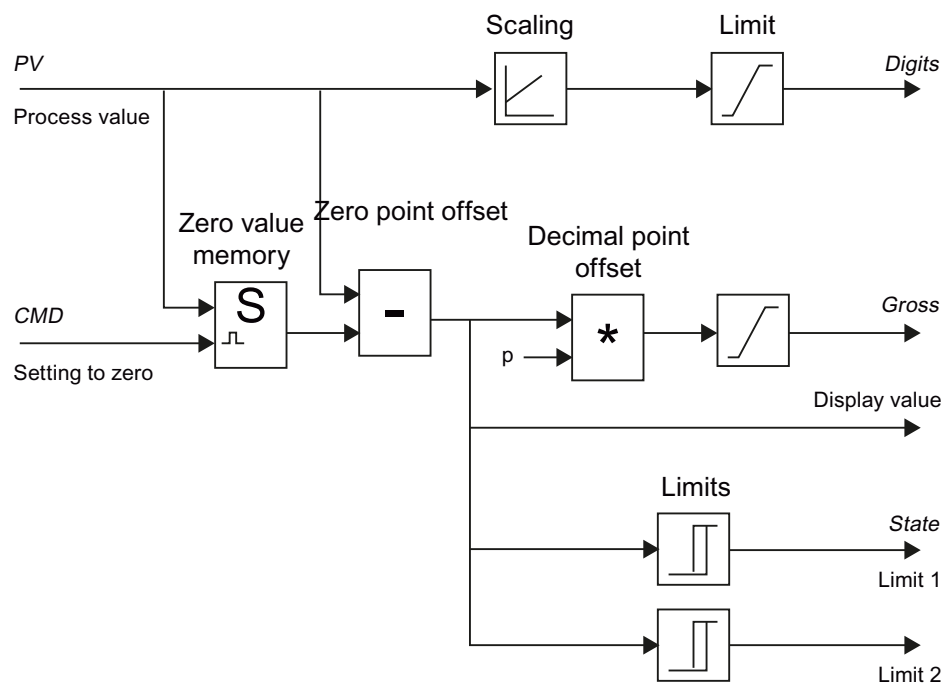 Scaling
Limit
PV
Digits
Process value
Zero value
memory
Zero point offset
Decimal point
offset
S
-
*
p
CMD
Setting to zero
Gross
Display value
Limits
State
Limit 1
Limit 2